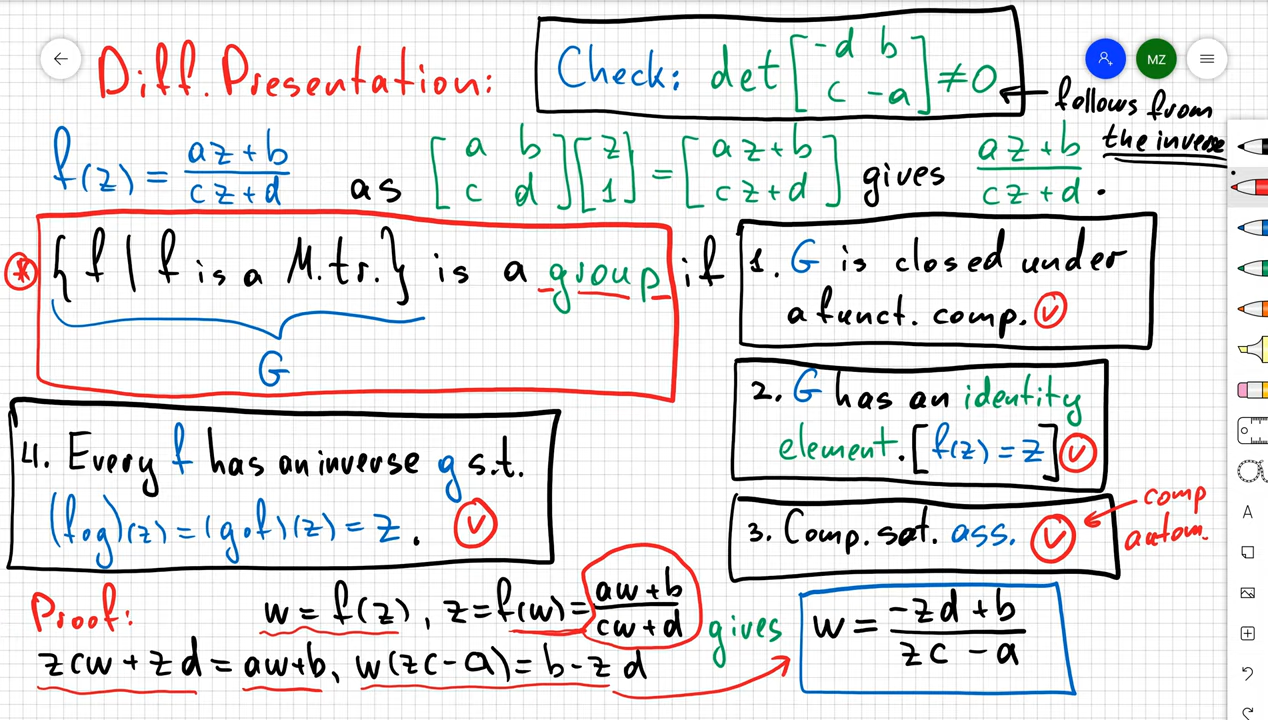 Diff. Presentation:
Check: det [-d b; c -a] ≠ 0
← follows from
the inverse
MZ
f(z) = (az+b)/(cz+d) as [a b; c d][z; 1] = [az+b; cz+d] gives (az+b)/(cz+d).
* {f | f is a M.tr.} is a group if
G
1. G is closed under
a funct. comp. v
2. G has an identity
element. [f(z) = z] v
3. Comp. sat. ass. v
← comp
autom.
4. Every f has an inverse g s.t.
(f∘g)(z) = (g∘f)(z) = z. v
Proof: w = f(z), z = f(w) = (aw+b)/(cw+d)
zcw + zd = aw+b, w(zc-a) = b-zd
gives
w = (-zd+b)/(zc-a)
A